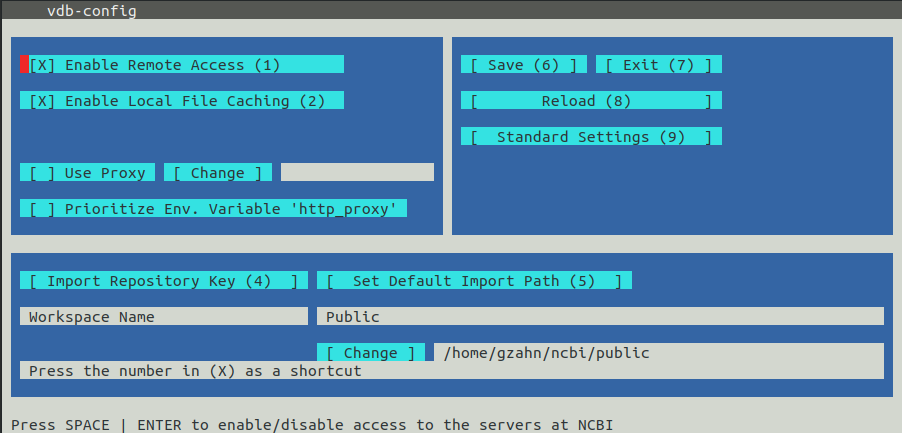 vdb-config
[X] Enable Remote Access (1)
[ Save (6) ] [ Exit (7) ]
[X] Enable Local File Caching (2)
[ Reload (8) ]
[ Standard Settings (9) ]
[ ] Use Proxy [ Change ]
[ ] Prioritize Env. Variable 'http_proxy'
[ Import Repository Key (4) ] [ Set Default Import Path (5) ]
Workspace Name Public
[ Change ] /home/gzahn/ncbi/public
Press the number in (X) as a shortcut
Press SPACE | ENTER to enable/disable access to the servers at NCBI